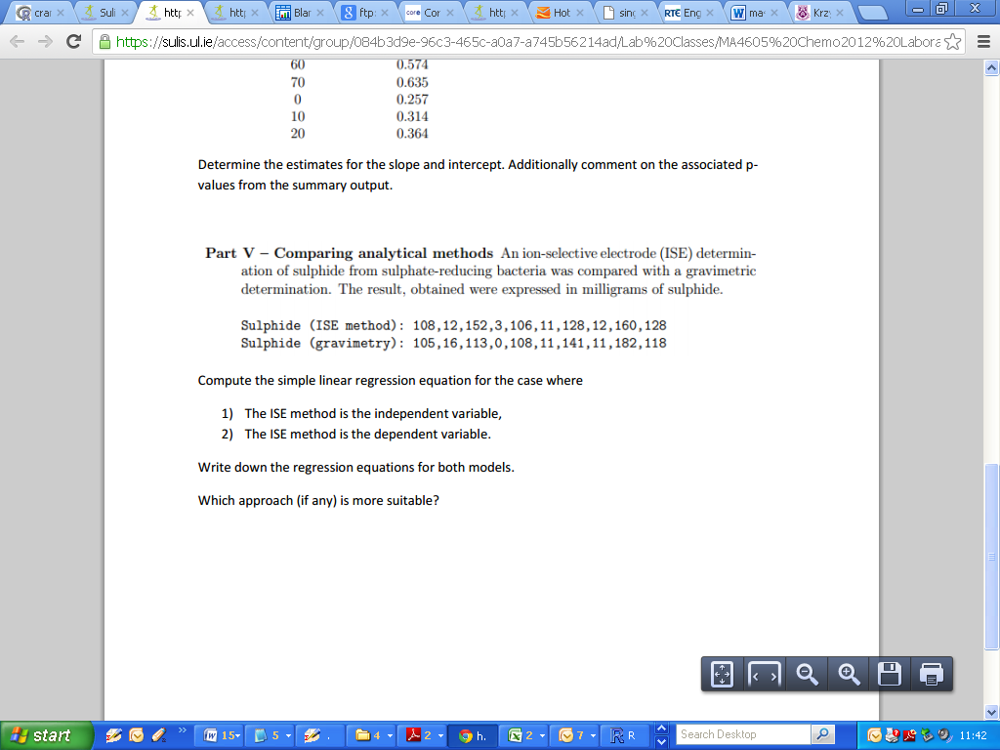 crai
Suli
http
http
Blar
ftp:
Cor
http
Hot
sing
RTÉ Eng
ma
Krzy
https://sulis.ul.ie/access/content/group/084b3d9e-96c3-465c-a0a7-a745b56214ad/Lab%20Classes/MA4605%20Chemo2012%20Labora
60 0.574
70 0.635
0 0.257
10 0.314
20 0.364
Determine the estimates for the slope and intercept. Additionally comment on the associated p-
values from the summary output.
Part V – Comparing analytical methods An ion-selective electrode (ISE) determin-
ation of sulphide from sulphate-reducing bacteria was compared with a gravimetric
determination. The result, obtained were expressed in milligrams of sulphide.
Sulphide (ISE method): 108,12,152,3,106,11,128,12,160,128
Sulphide (gravimetry): 105,16,113,0,108,11,141,11,182,118
Compute the simple linear regression equation for the case where
1) The ISE method is the independent variable,
2) The ISE method is the dependent variable.
Write down the regression equations for both models.
Which approach (if any) is more suitable?
start
15
5
4
2
h.
2
7
R
Search Desktop
11:42